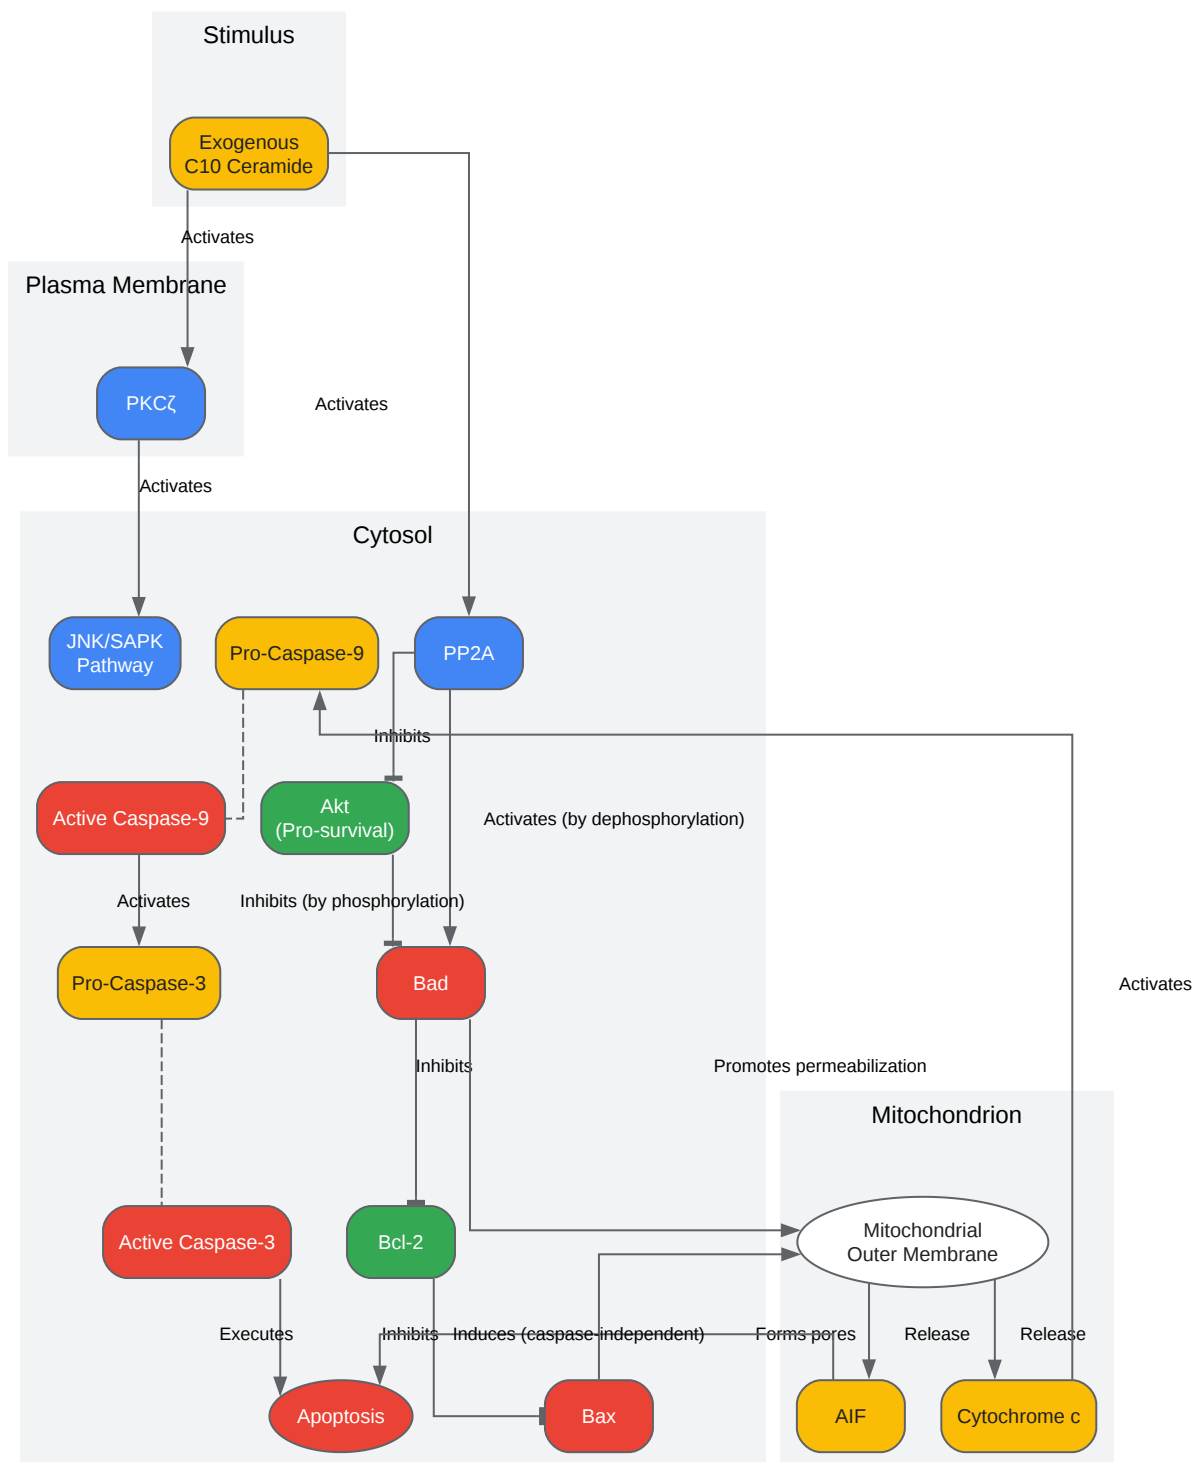 Stimulus
Exogenous
C10 Ceramide
Activates
Plasma Membrane
PKCζ
Activates
Activates
Cytosol
JNK/SAPK
Pathway
Pro-Caspase-9
PP2A
Inhibits
Active Caspase-9
Akt
(Pro-survival)
Activates (by dephosphorylation)
Activates
Inhibits (by phosphorylation)
Pro-Caspase-3
Bad
Activates
Inhibits
Promotes permeabilization
Mitochondrion
Active Caspase-3
Bcl-2
Mitochondrial
Outer Membrane
Executes
Inhibits
Induces (caspase-independent)
Forms pores
Release
Release
Apoptosis
Bax
AIF
Cytochrome c